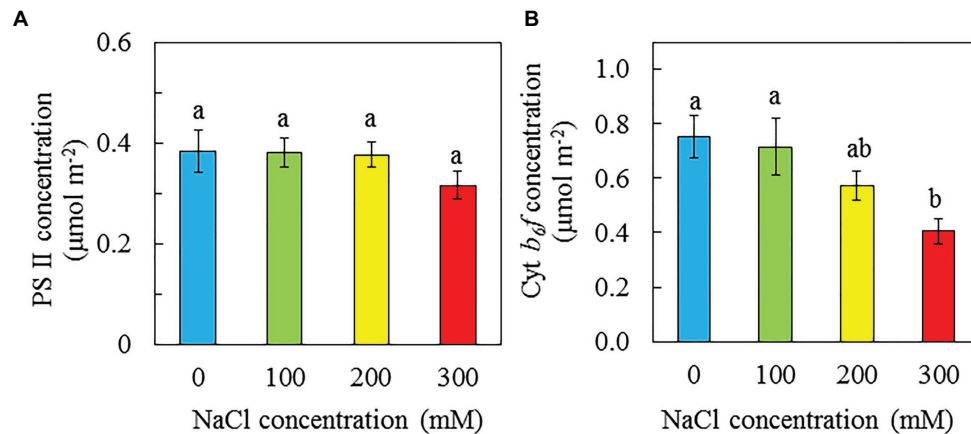 A
PS II concentration
(μmol m⁻²)
0.6
0.4
0.2
0
a
a
a
a
0 100 200 300
NaCl concentration (mM)
B
Cyt b₆f concentration
(μmol m⁻²)
1.0
0.8
0.6
0.4
0.2
0.0
a
a
ab
b
0 100 200 300
NaCl concentration (mM)